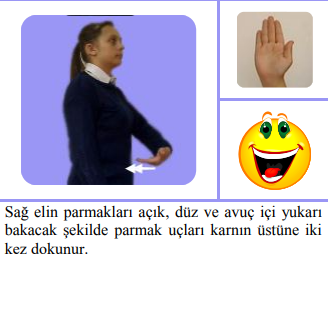 Sağ elin parmakları açık, düz ve avuç içi yukarı
bakacak şekilde parmak uçları karnın üstüne iki
kez dokunur.